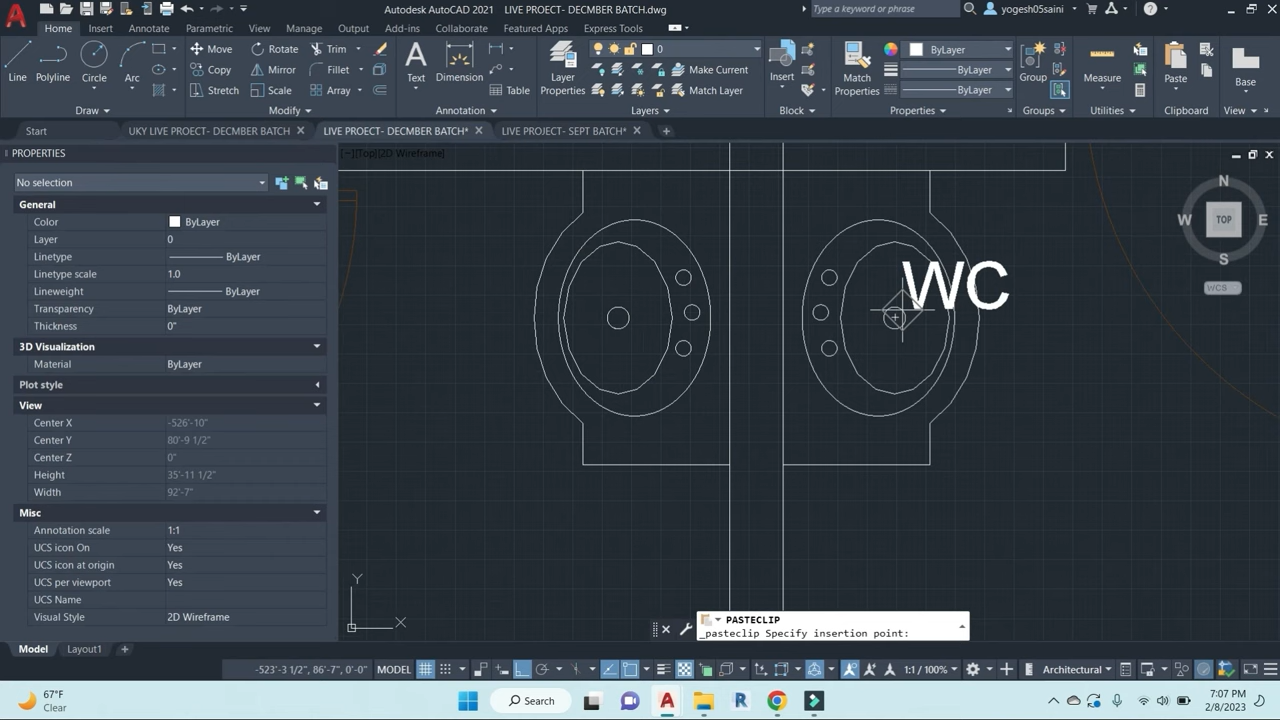 Autodesk AutoCAD 2021 LIVE PROJECT- DECMBER BATCH.dwg
Type a keyword or phrase
yogesh05saini
Home Insert Annotate Parametric View Manage Output Add-ins Collaborate Featured Apps Express Tools
Move Rotate Trim
0
ByLayer
Line Polyline Circle Arc
Copy Mirror Fillet
Text Dimension
Layer Properties
Make Current
Insert
Match Properties
ByLayer
Group
Measure
Paste
Base
Stretch Scale Array
Table
Match Layer
ByLayer
Draw Modify Annotation Layers Block Properties Groups Utilities Clipboard View
Start UKY LIVE PROJECT- DECMBER BATCH LIVE PROJECT- DECMBER BATCH* LIVE PROJECT- SEPT BATCH*
PROPERTIES
[−][Top][2D Wireframe]
No selection
General
Color ByLayer
Layer 0
Linetype ByLayer
Linetype scale 1.0
Lineweight ByLayer
Transparency ByLayer
Thickness 0"
3D Visualization
Material ByLayer
Plot style
View
Center X -526'-10"
Center Y 80'-9 1/2"
Center Z 0"
Height 35'-11 1/2"
Width 92'-7"
Misc
Annotation scale 1:1
UCS icon On Yes
UCS icon at origin Yes
UCS per viewport Yes
UCS Name
Visual Style 2D Wireframe
N
W TOP E
S
WCS
WC
Y
X
PASTECLIP
_pasteclip Specify insertion point:
Model Layout1
-523'-3 1/2", 86'-7", 0'-0" MODEL 1:1 / 100% Architectural
67°F
Clear
Search
7:07 PM
2/8/2023